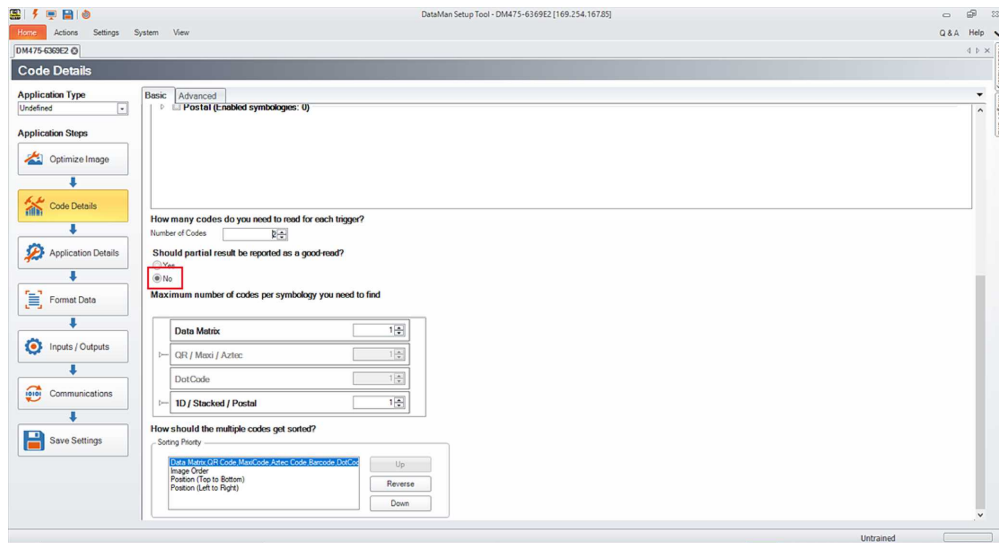 DataMan Setup Tool - DM475-6369E2 [169.254.167.85]
Home Actions Settings System View Q & A Help
DM475-6369E2
Code Details
Application Type
Undefined
Application Steps
Optimize Image
Code Details
Application Details
Format Data
Inputs / Outputs
Communications
Save Settings
Basic Advanced
Postal (Enabled symbologies: 0)
How many codes do you need to read for each trigger?
Number of Codes 2
Should partial result be reported as a good-read?
Yes
No
Maximum number of codes per symbology you need to find
Data Matrix 1
QR / Maxi / Aztec 1
DotCode 1
1D / Stacked / Postal 1
How should the multiple codes get sorted?
Sorting Priority
Data Matrix,QR Code,MaxiCode,Aztec Code,Barcode,DotCod
Image Order
Position (Top to Bottom)
Position (Left to Right)
Up
Reverse
Down
Untrained